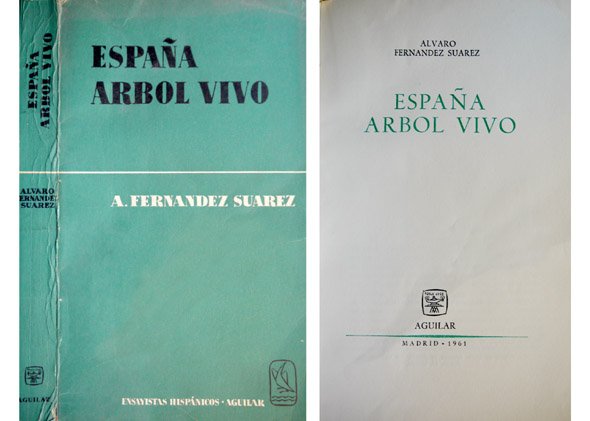 ESPAÑA
ARBOL VIVO
ALVARO
FERNANDEZ
SUAREZ
AGUILAR
ESPAÑA
ARBOL VIVO
A. FERNANDEZ SUAREZ
ENSAYISTAS HISPÁNICOS · AGUILAR
ALVARO
FERNANDEZ SUAREZ
ESPAÑA
ARBOL VIVO
AGUILAR
MADRID · 1961